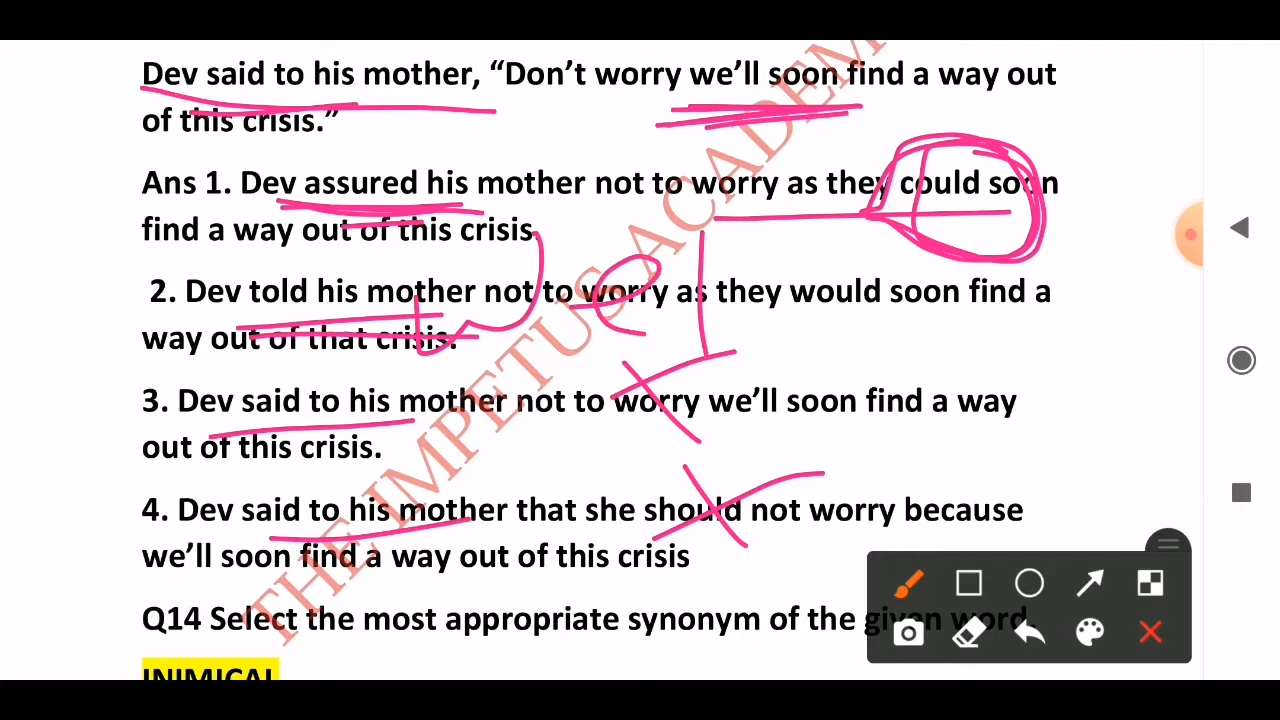 Dev said to his mother, “Don’t worry we’ll soon find a way out
of this crisis.”
Ans 1. Dev assured his mother not to worry as they could soon
find a way out of this crisis.
2. Dev told his mother not to worry as they would soon find a
way out of that crisis.
3. Dev said to his mother not to worry we’ll soon find a way
out of this crisis.
4. Dev said to his mother that she should not worry because
we’ll soon find a way out of this crisis
Q14 Select the most appropriate synonym of the given word.
INIMICAL
THE IMPETUS ACADEM